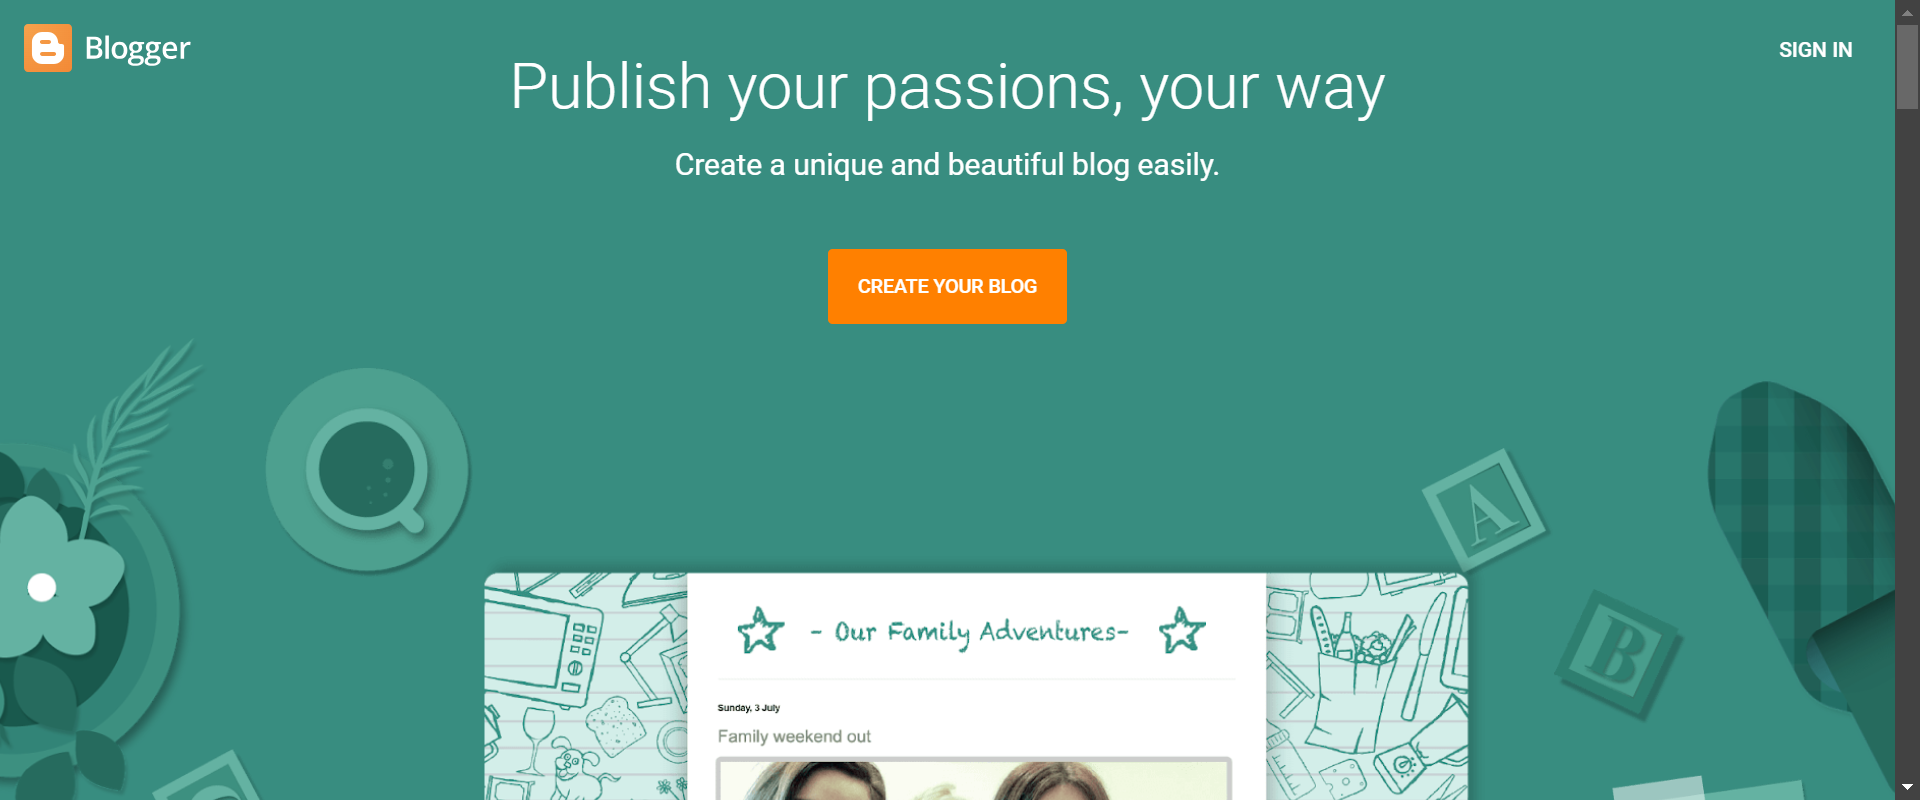 Blogger
SIGN IN
Publish your passions, your way
Create a unique and beautiful blog easily.
CREATE YOUR BLOG
A
B
- Our Family Adventures-
Sunday, 3 July
Family weekend out